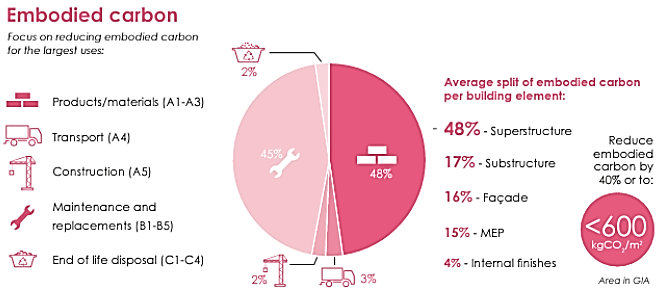 Embodied carbon
Focus on reducing embodied carbon
for the largest uses:
Products/materials (A1-A3)
Transport (A4)
Construction (A5)
Maintenance and
replacements (B1-B5)
End of life disposal (C1-C4)
2%
45%
48%
2%
3%
Average split of embodied carbon
per building element:
48% - Superstructure
17% - Substructure
16% - Façade
15% - MEP
4% - Internal finishes
Reduce
embodied
carbon by
40% or to:
<600
kgCO2/m²
Area in GIA